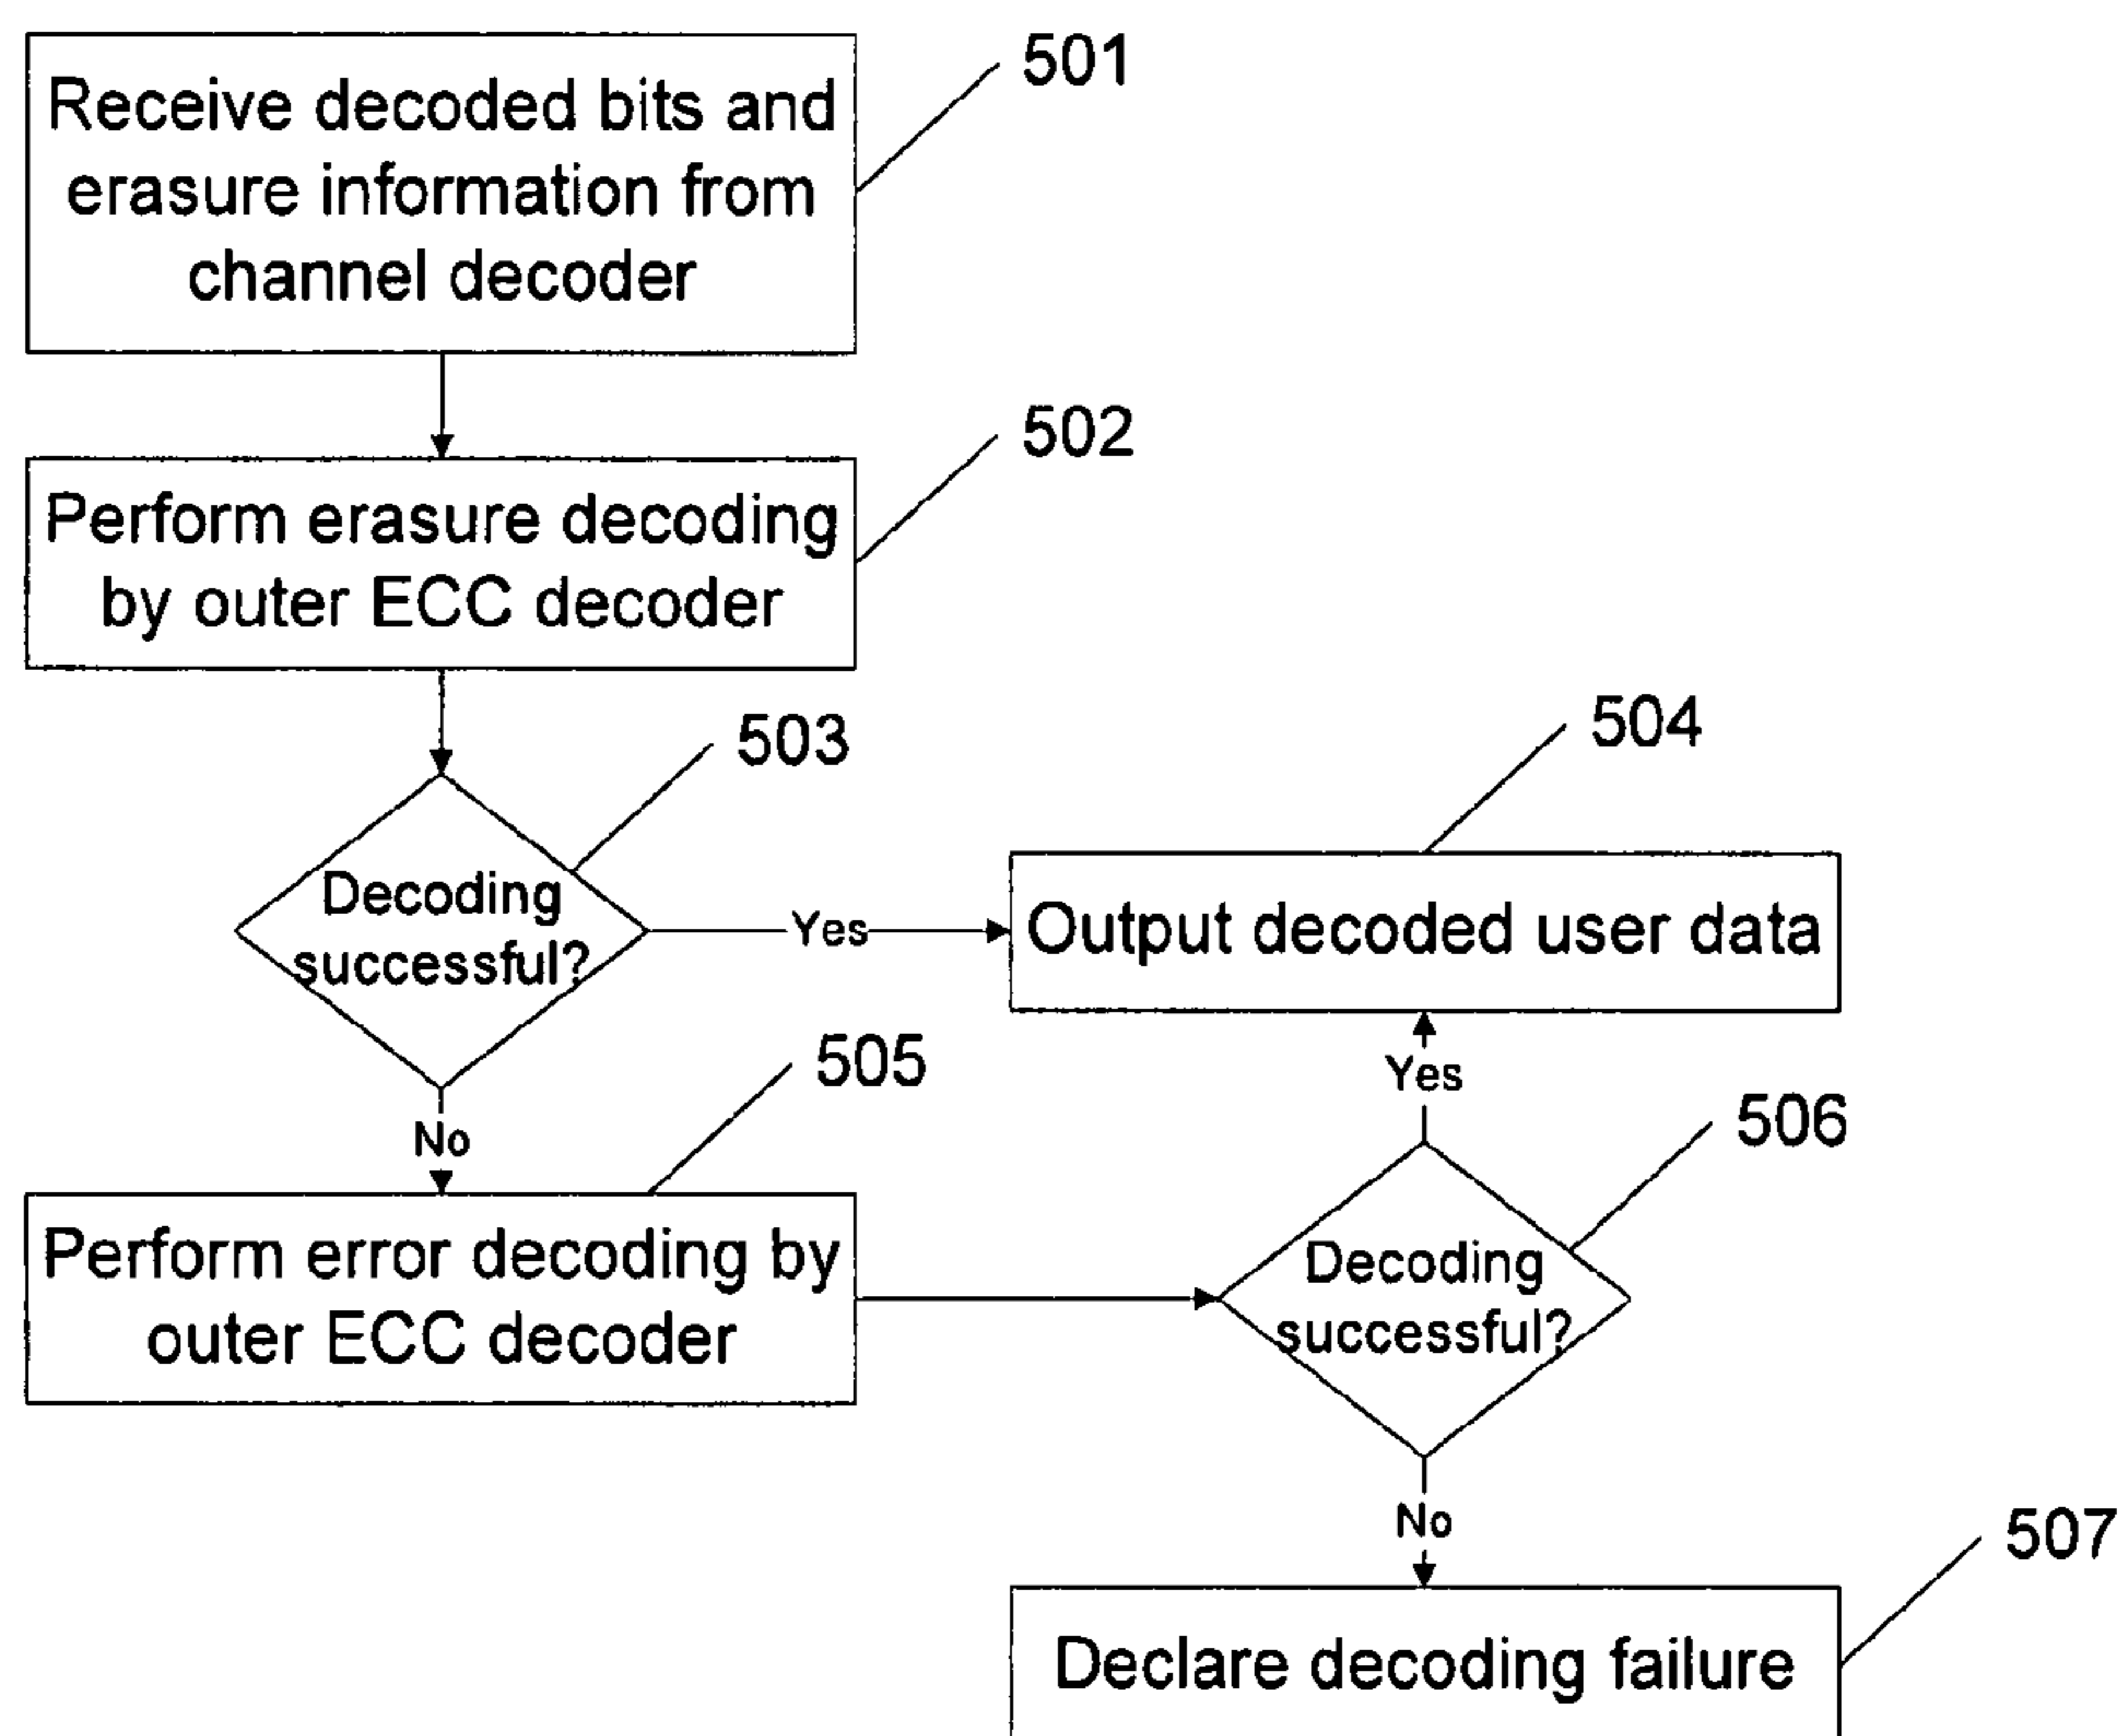 501
Receive decoded bits and
erasure information from
channel decoder
502
Perform erasure decoding
by outer ECC decoder
503
Decoding
successful?
Yes
504
Output decoded user data
No
505
Perform error decoding by
outer ECC decoder
506
Decoding
successful?
Yes
No
507
Declare decoding failure